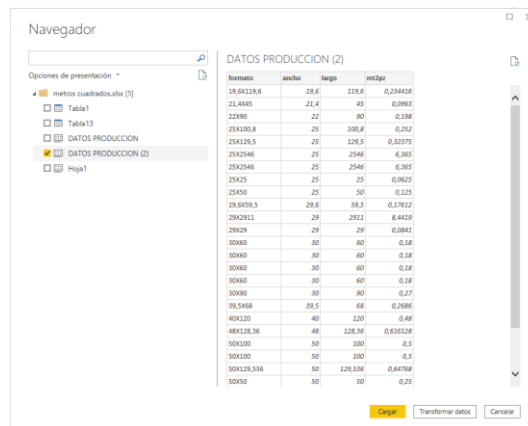 Navegador
DATOS PRODUCCION (2)
Opciones de presentación
metros cuadrados.xlsx [5]
Tabla1
Tabla13
DATOS PRODUCCION
DATOS PRODUCCION (2)
Hoja1
formato ancho largo mt2pz
19,6X119,6 19,6 119,6 0,234416
21,4X45 21,4 45 0,0963
22X90 22 90 0,198
25X100,8 25 100,8 0,252
25X129,5 25 129,5 0,32375
25X2546 25 2546 6,365
25X2546 25 2546 6,365
25X25 25 25 0,0625
25X50 25 50 0,125
29,6X59,5 29,6 59,5 0,17612
29X2911 29 2911 8,4419
29X29 29 29 0,0841
30X60 30 60 0,18
30X60 30 60 0,18
30X60 30 60 0,18
30X60 30 60 0,18
30X90 30 90 0,27
39,5X68 39,5 68 0,2686
40X120 40 120 0,48
48X128,36 48 128,36 0,616128
50X100 50 100 0,5
50X100 50 100 0,5
50X129,536 50 129,536 0,64768
50X50 50 50 0,25
Cargar
Transformar datos
Cancelar